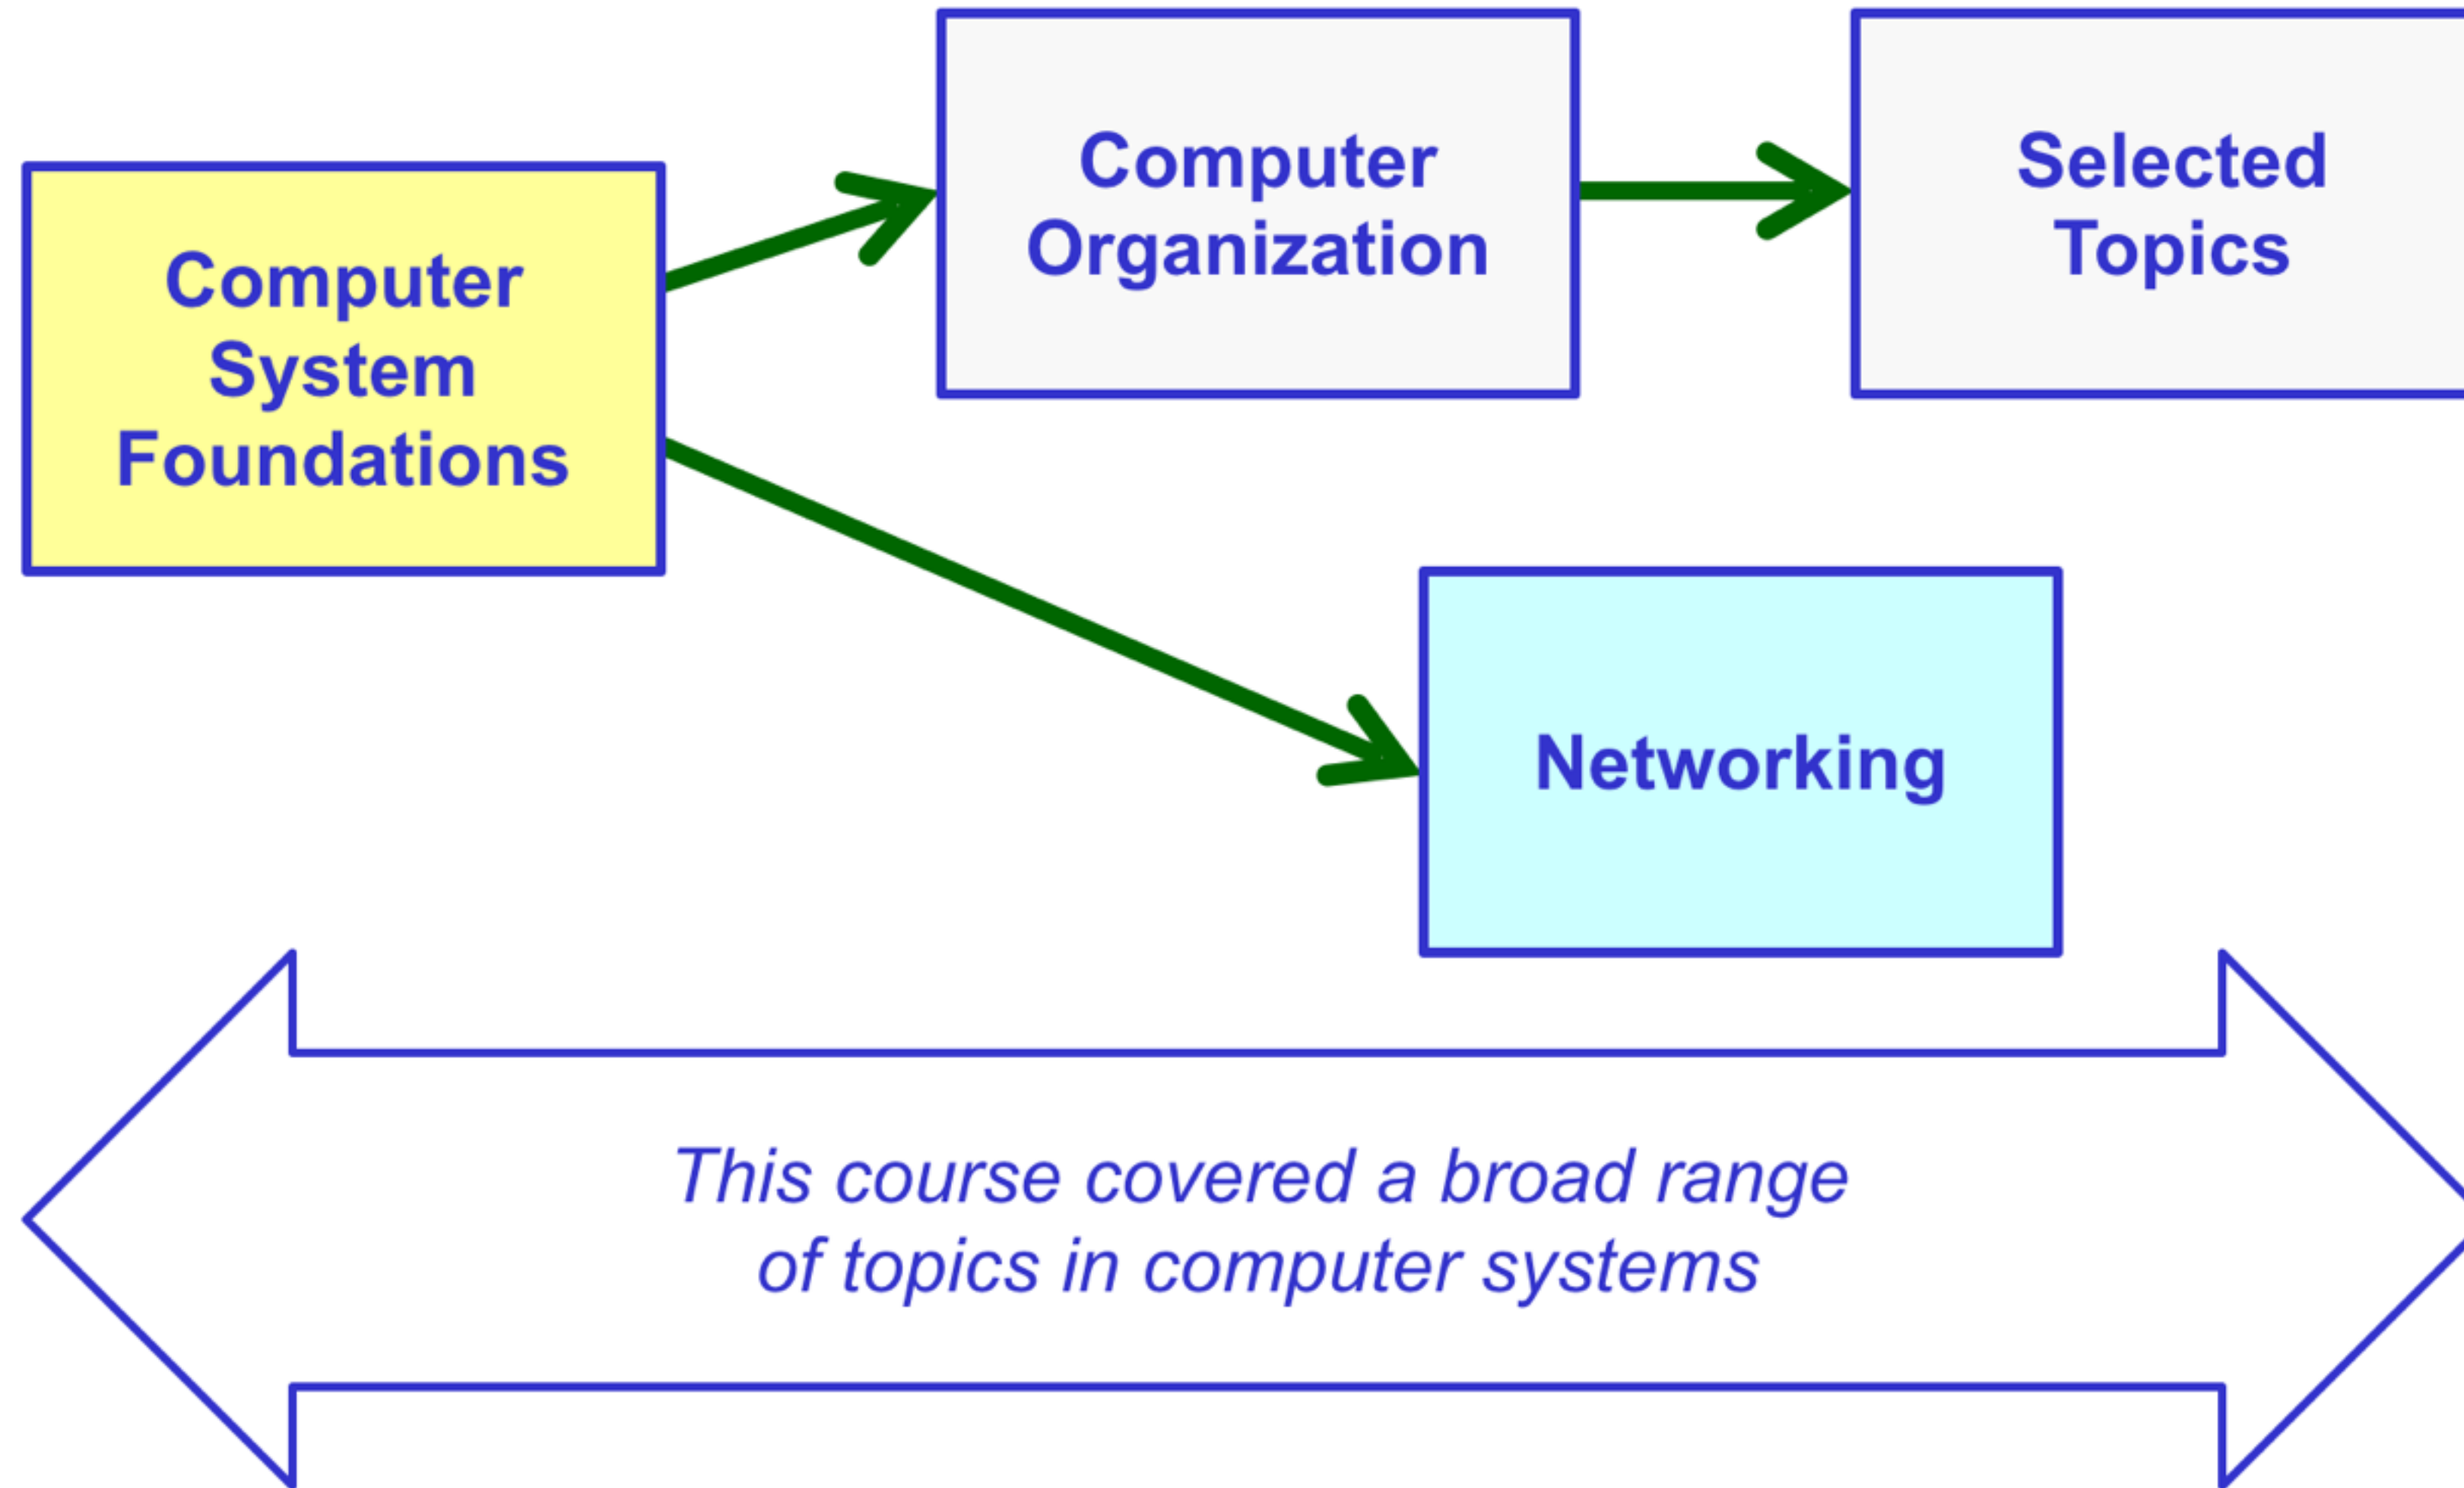 Computer
System
Foundations
Computer
Organization
Selected
Topics
Networking
This course covered a broad range
of topics in computer systems